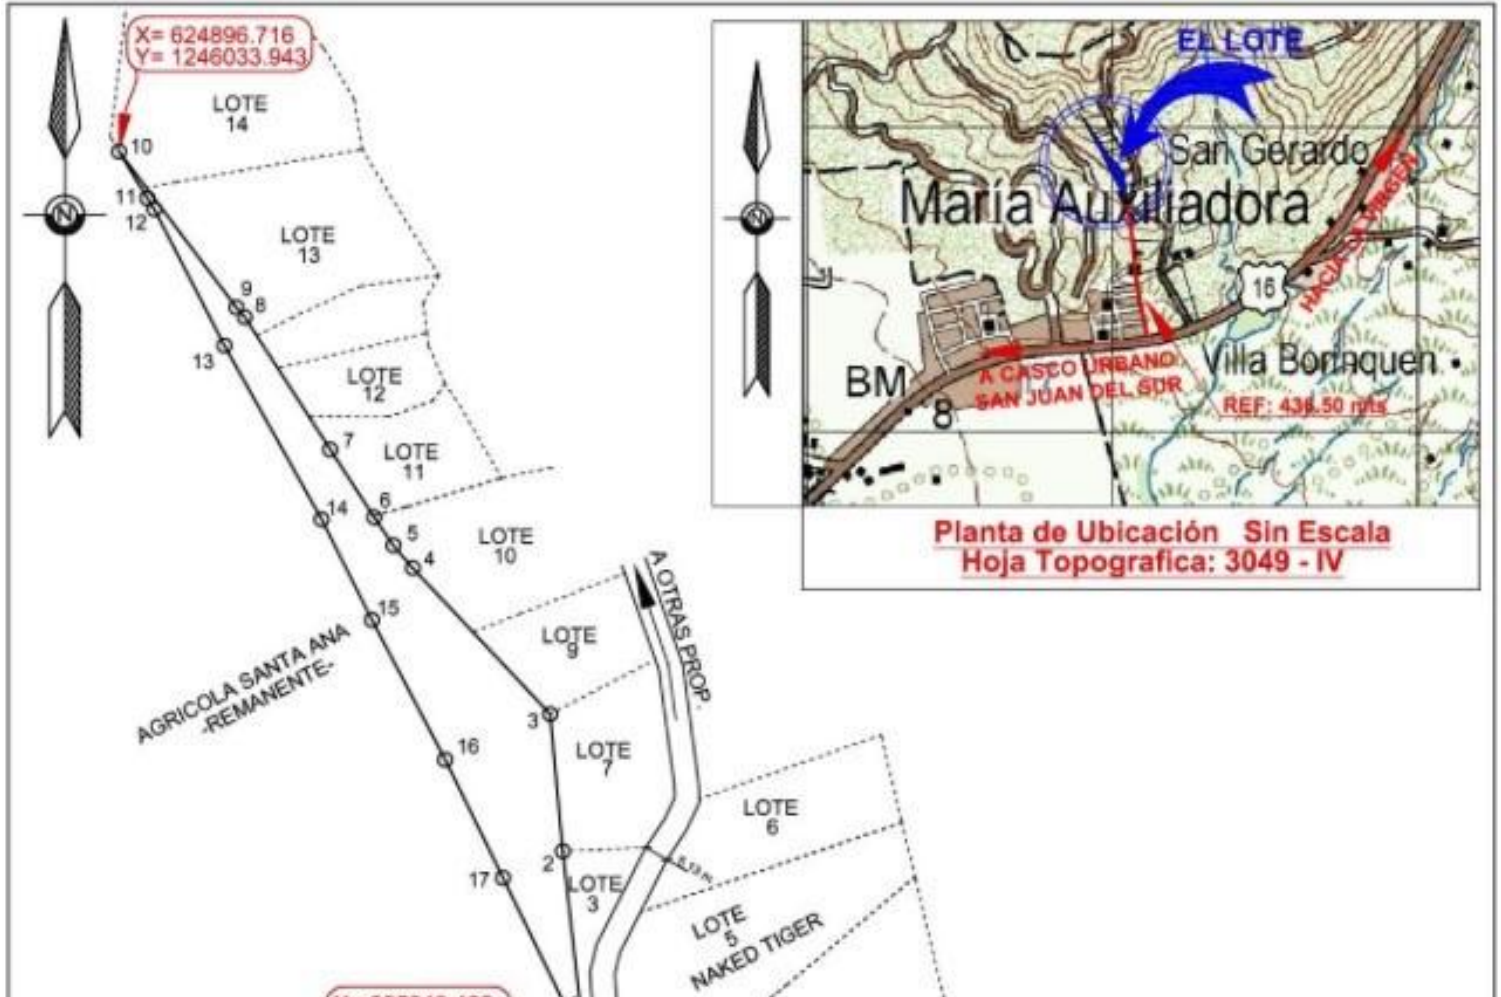 X= 624896.716
Y= 1246033.943
LOTE
14
10
11
12
LOTE
13
9
8
13
LOTE
12
7
LOTE
11
6
14
5
4
LOTE
10
15
AGRICOLA SANTA ANA
-REMANENTE-
LOTE
9
A OTRAS PROP.
3
16
LOTE
7
LOTE
6
2
17
LOTE
3
LOTE
5
NAKED TIGER
N
N
EL LOTE
San Gerardo
María Auxiliadora
HACIA LA VIRGEN
16
Villa Borinquen
BM
8
A CASCO URBANO
SAN JUAN DEL SUR
REF: 436.50 mts
Planta de Ubicación Sin Escala
Hoja Topografica: 3049 - IV